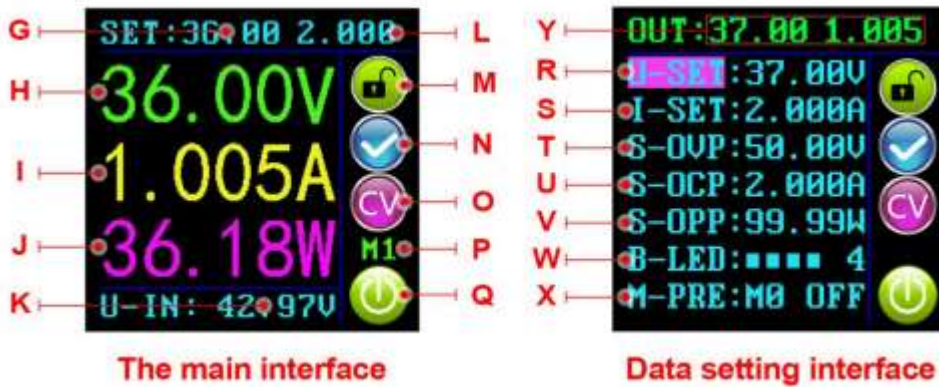 G SET:36.00 2.000 L
H 36.00V M
I 1.005A N
CV O
J 36.18W M1 P
K U-IN: 42.97V Q
The main interface
Y OUT:37.00 1.005
R U-SET:37.00V
S I-SET:2.000A
T S-OVP:50.00V
U S-OCP:2.000A
CV
V S-OPP:99.99W
W B-LED:▪▪▪▪ 4
X M-PRE:M0 OFF
Data setting interface